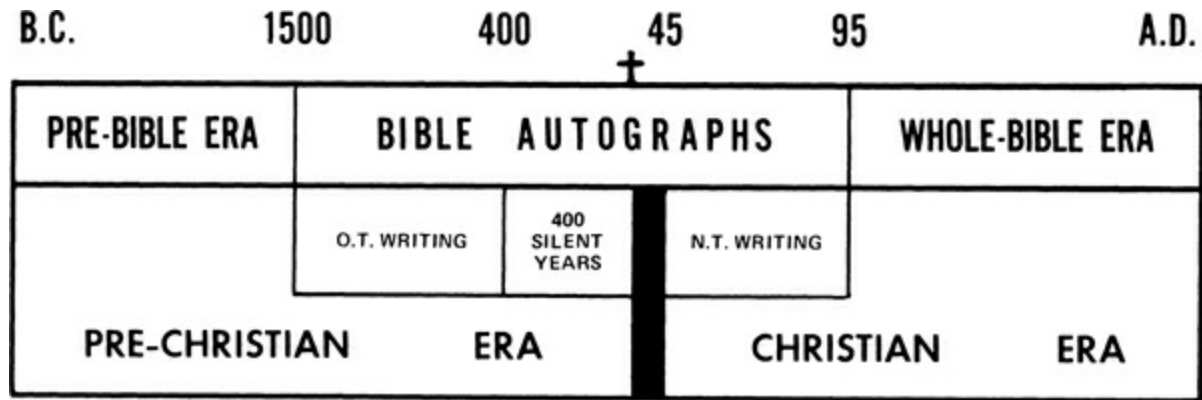 B.C. 1500 400 45 95 A.D.
PRE-BIBLE ERA BIBLE AUTOGRAPHS WHOLE-BIBLE ERA
O.T. WRITING
400
SILENT
YEARS
N.T. WRITING
PRE-CHRISTIAN ERA CHRISTIAN ERA